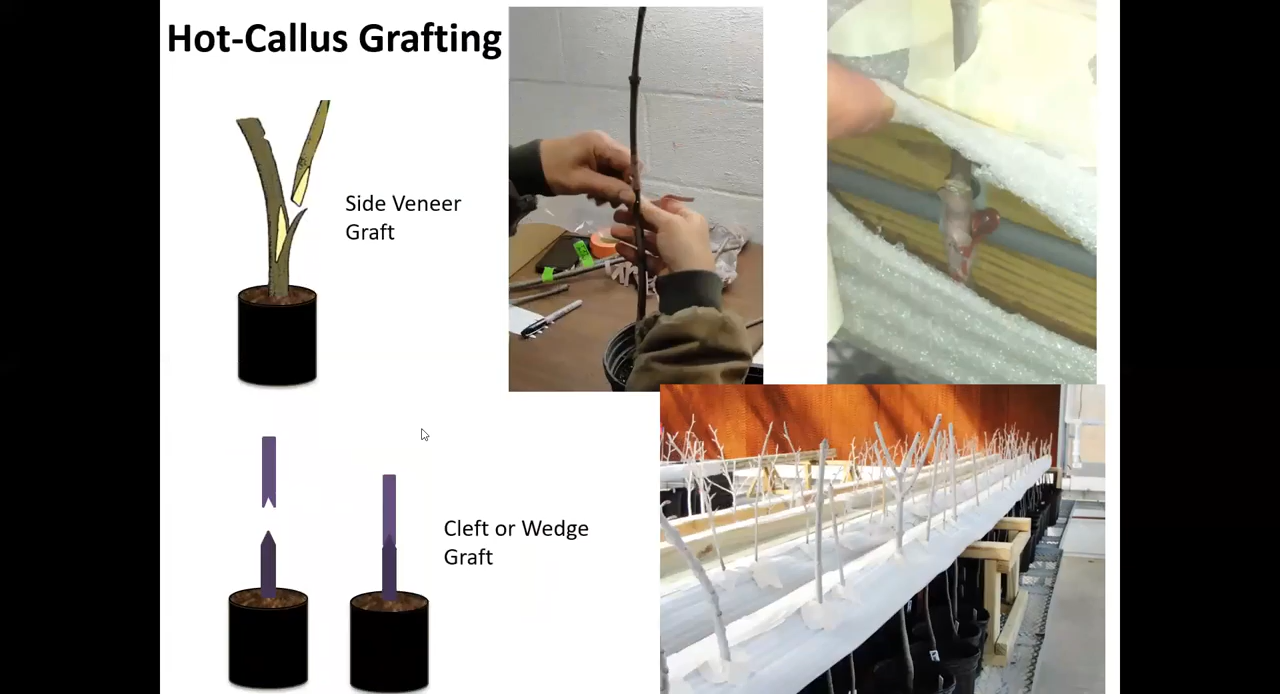 Hot-Callus Grafting
Side Veneer
Graft
Cleft or Wedge
Graft